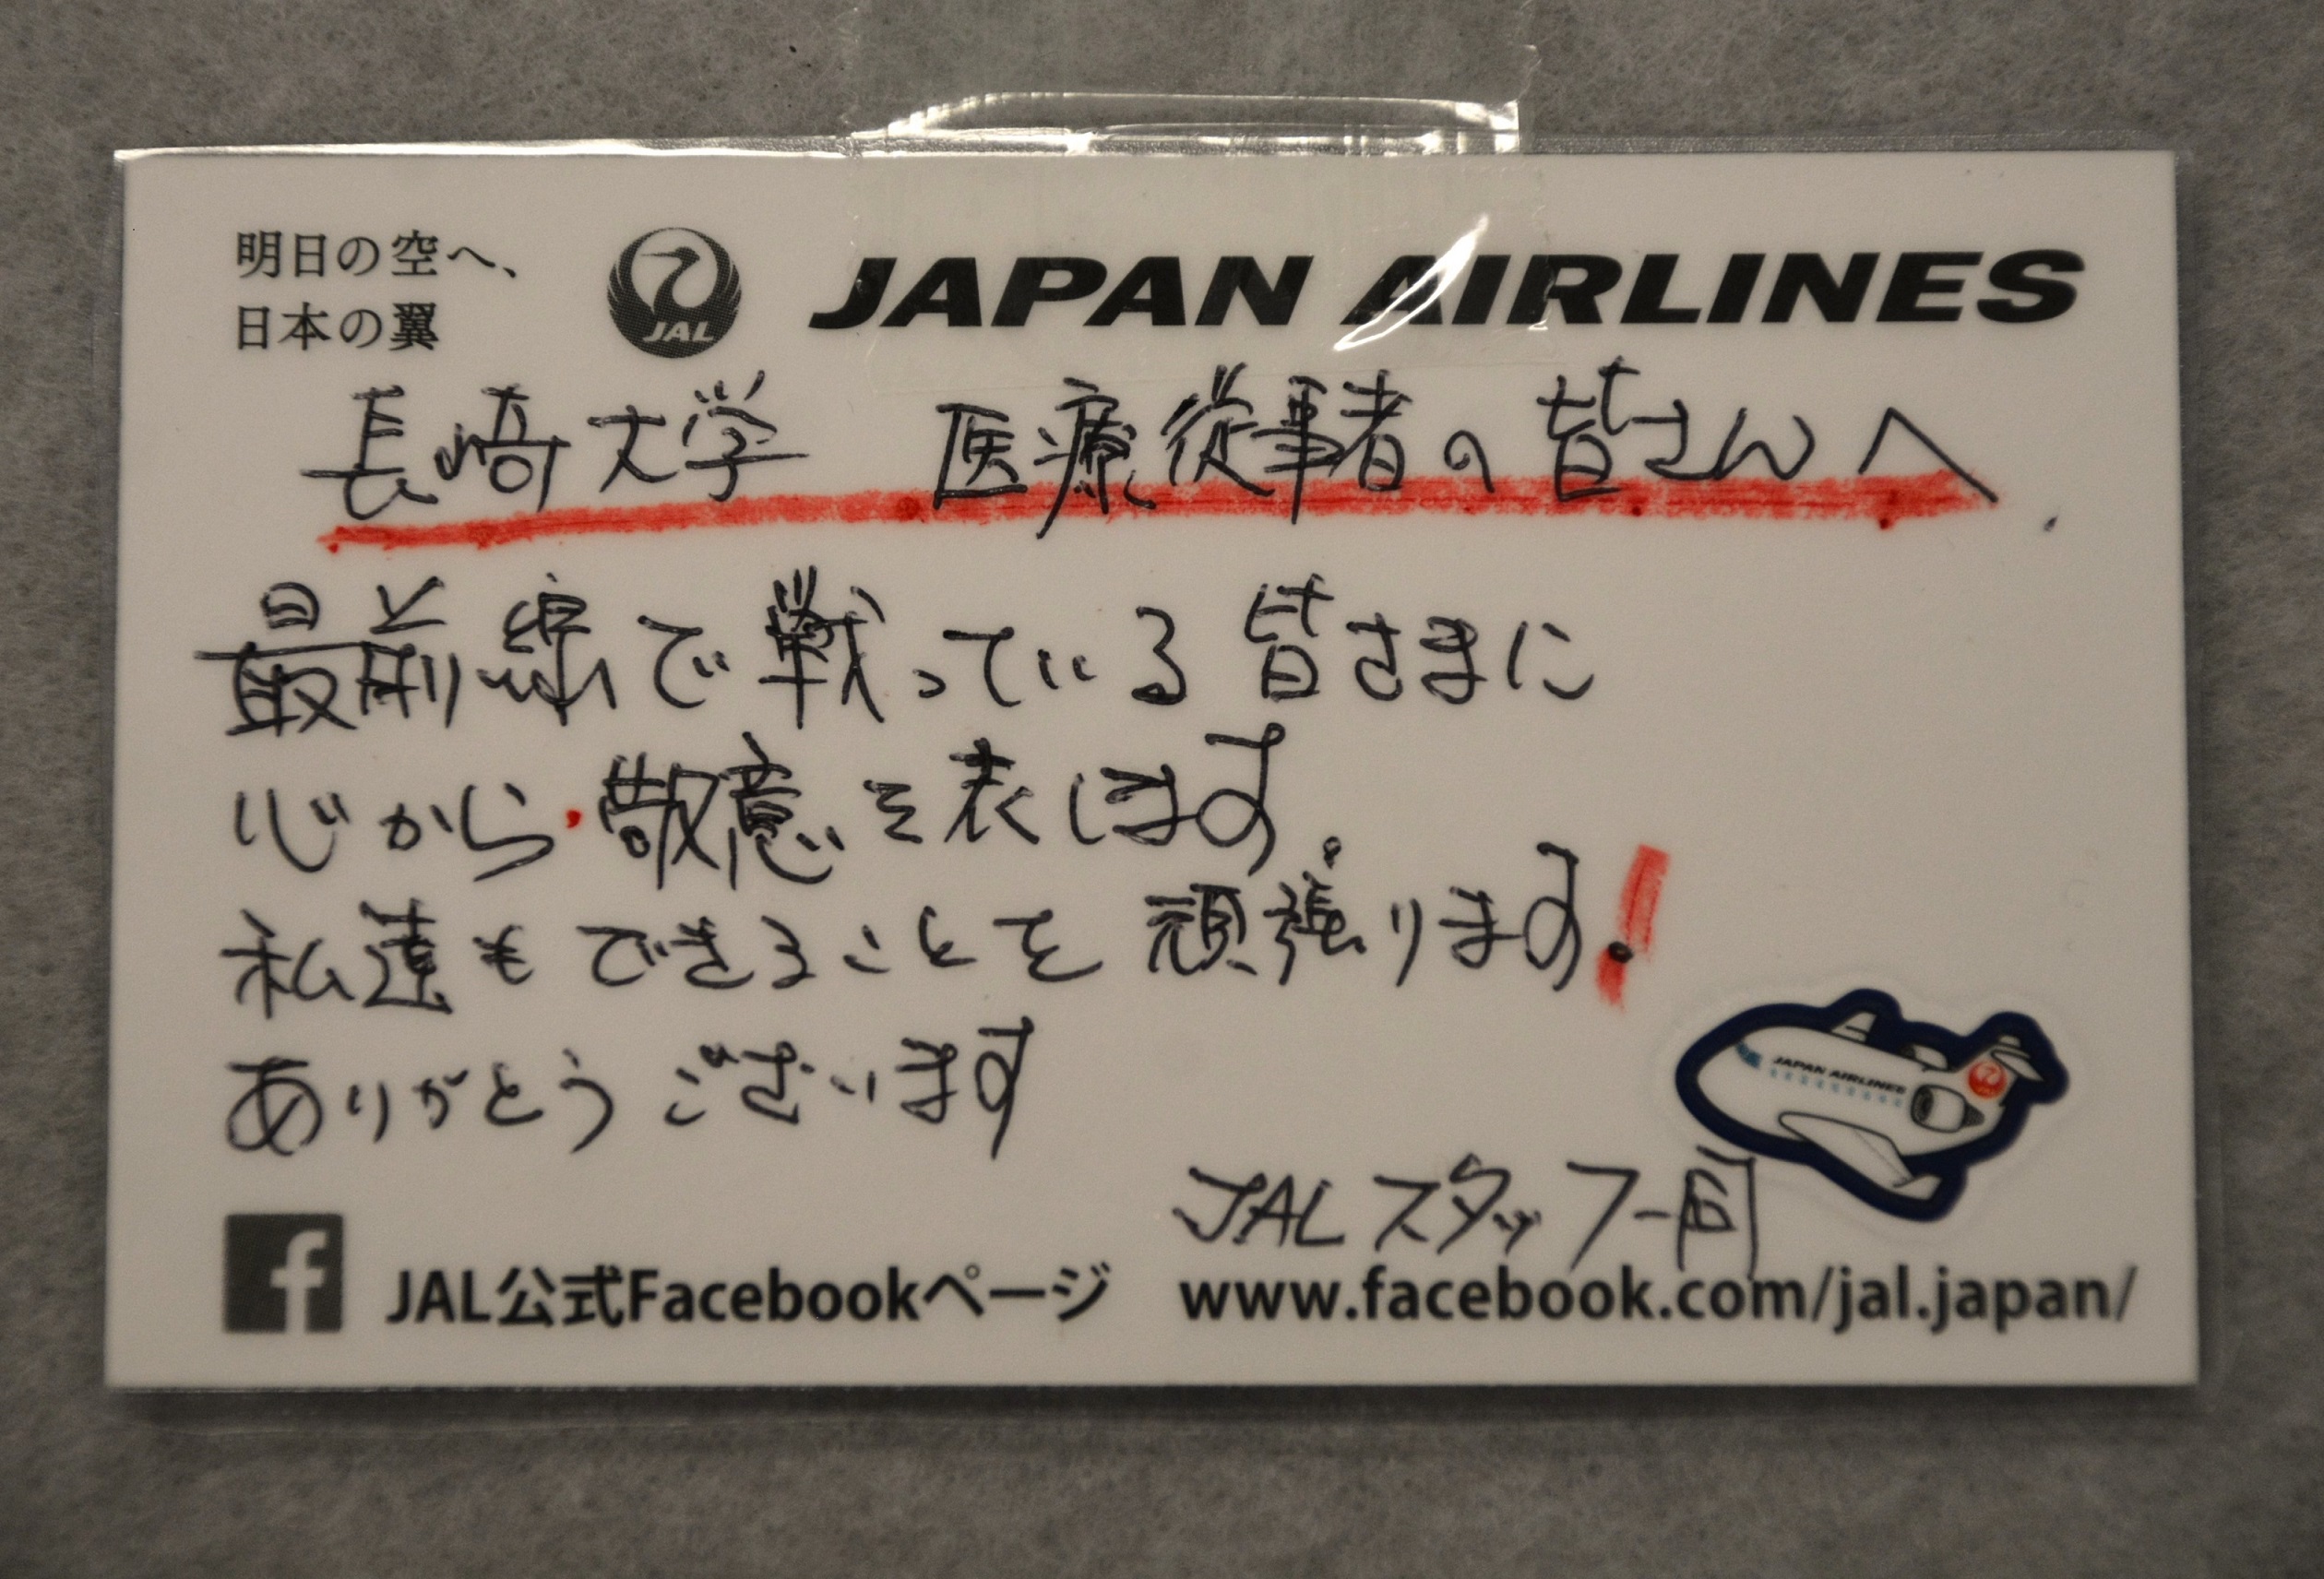 明日の空へ、
日本の翼
JAL
JAPAN AIRLINES
長崎大学 医療従事者の皆さんへ
最前線で戦っている皆さまに
心から敬意を表します。
私達もできることを頑張ります!
ありがとうございます
JAPAN AIRLINES
JALスタッフ一同
JAL公式Facebookページ www.facebook.com/jal.japan/